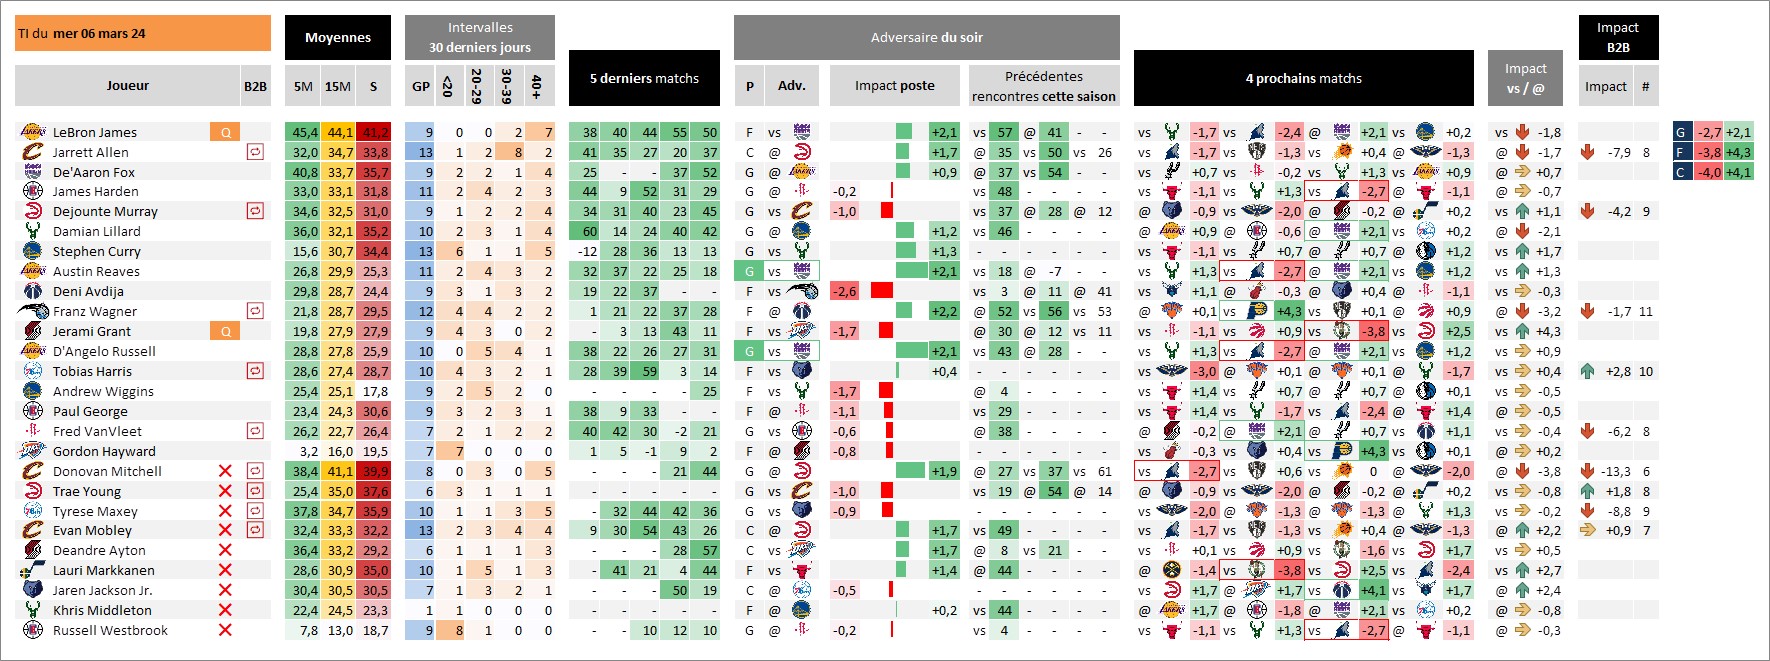 TI du mer 06 mars 24
Moyennes
Intervalles
30 derniers jours
5 derniers matchs
Adversaire du soir
4 prochains matchs
Impact
vs / @
Impact
B2B
Joueur B2B 5M 15M S GP <20 20-29 30-39 40+ P Adv. Impact poste Précédentes rencontres cette saison Impact #
LeBron James Q 45,4 44,1 41,2 9 0 0 2 7 38 40 44 55 50 F vs +2,1 vs 57 @ 41 - - vs -1,7 vs -2,4 @ +2,1 vs +0,2 vs -1,8 G -2,7 +2,1
Jarrett Allen 32,0 34,7 33,8 13 1 2 8 2 41 35 27 20 37 C @ +1,7 @ 35 vs 50 vs 26 vs -1,7 vs -1,3 vs +0,4 @ -1,3 @ -1,7 -7,9 8 F -3,8 +4,3
De'Aaron Fox 40,8 33,7 35,7 9 2 2 1 4 25 - - 37 52 G @ +0,9 @ 37 vs 54 - - vs +0,7 vs -0,2 vs +1,3 vs +0,9 @ +0,7 C -4,0 +4,1
James Harden 33,0 33,1 31,8 11 2 4 2 3 44 9 52 31 29 G @ -0,2 vs 48 - - - - vs -2,7 vs +1,3 vs -2,7 @ -1,1 @ -0,7
Dejounte Murray 34,6 32,5 31,0 9 1 2 2 4 34 31 40 23 45 G vs -1,0 vs 37 @ 28 @ 12 @ -0,9 vs -2,0 @ -0,2 @ +0,2 vs +1,1 -4,2 9
Damian Lillard 36,0 32,1 35,2 10 2 3 1 4 60 14 24 40 42 G @ +1,2 vs 46 - - - - @ +0,9 @ -0,6 @ +2,1 vs +0,2 @ -2,1
Stephen Curry 15,6 30,7 34,4 13 6 1 1 5 -12 28 36 13 13 G vs +1,3 - - - - - - vs -1,1 vs +0,7 @ +0,7 @ +1,2 vs +1,7
Austin Reaves 26,8 29,9 25,3 11 2 4 3 2 32 37 22 25 18 G vs +2,1 vs 18 @ -7 - - vs +1,3 vs -2,7 @ +2,1 vs +1,2 vs +1,3
Deni Avdija 29,8 28,7 24,4 9 3 1 3 2 19 22 37 - - F vs -2,6 vs 3 @ 11 @ 41 vs +1,1 @ -0,3 @ +0,4 @ -1,1 vs -0,3
Franz Wagner 21,8 28,7 29,5 12 4 4 2 2 1 21 22 37 28 F @ +2,2 @ 52 vs 56 vs 53 @ +0,1 vs +4,3 vs +0,2 vs +0,9 @ -3,2 -1,7 11
Jerami Grant Q 19,8 27,9 27,9 9 4 3 0 2 - 3 13 43 11 F vs -1,7 @ 30 @ 12 vs 11 vs -1,1 vs +0,9 vs -3,8 vs +2,5 vs +4,3
D'Angelo Russell 28,8 27,8 25,9 10 0 5 4 1 38 22 26 27 31 G vs +2,1 vs 43 @ 28 - - vs +1,3 vs -2,7 @ +2,1 vs +1,2 vs +0,9
Tobias Harris 28,6 27,4 28,7 10 4 3 2 1 28 39 59 3 14 F vs +0,4 - - - - - - vs -3,0 @ +0,1 @ +0,1 @ -1,7 vs +0,4 +2,8 10
Andrew Wiggins 25,4 25,1 17,8 9 2 5 2 0 - - - - 25 F vs -1,7 @ 4 - - - - vs +1,4 vs +0,7 @ +0,7 @ +0,1 vs -0,5
Paul George 23,4 24,3 30,6 9 3 2 3 1 38 9 33 - - F @ -1,1 vs 29 - - - - vs +1,4 vs -1,7 vs -2,4 @ +1,4 @ -0,5
Fred VanVleet 26,2 22,7 26,4 7 2 1 2 2 40 42 30 -2 21 G vs -0,6 @ 38 - - - - @ -0,2 @ +2,1 @ +0,7 vs +1,1 vs -0,4 -6,2 8
Gordon Hayward 3,2 16,0 19,5 7 7 0 0 0 1 5 -1 9 2 F @ -0,8 - - - - - - vs -0,3 vs +0,2 vs +4,3 @ +0,4 @ -0,2
Donovan Mitchell 38,4 41,1 39,9 8 0 3 0 5 - - - 21 44 G @ +1,9 @ 27 vs 37 vs 61 vs -2,7 vs +0,6 vs 0 @ -2,0 @ -3,8 -13,3 6
Trae Young 25,4 35,0 37,6 6 3 1 1 1 - - - - - G vs -1,0 vs 19 @ 54 @ 14 @ -0,9 vs -2,0 @ -0,2 @ +0,2 vs -0,8 +1,8 8
Tyrese Maxey 37,8 34,7 35,9 10 1 1 3 5 - 32 44 42 36 G vs -0,9 - - - - - - vs -2,0 @ -1,3 @ -1,3 @ +1,3 vs -0,2 -8,8 9
Evan Mobley 32,4 33,3 32,2 13 2 3 4 4 9 30 54 43 26 C @ +1,7 vs 49 - - - - vs -1,7 vs -1,3 vs +0,4 @ -1,3 @ +2,2 +0,9 7
Deandre Ayton 36,4 33,2 29,2 6 1 1 1 3 - - - 28 57 C vs +1,7 @ 8 vs 21 - - vs +0,1 vs +0,9 vs -1,6 vs +1,7 vs +0,5
Lauri Markkanen 28,6 30,9 35,0 10 1 5 1 3 - 41 21 4 44 F vs +1,4 @ 44 - - - - @ -1,4 vs -3,8 vs +2,5 vs -2,4 vs +2,7
Jaren Jackson Jr. 30,4 30,5 30,5 7 1 3 2 1 - - - 50 19 C @ -0,5 - - - - - - vs +1,7 @ +1,7 @ +4,1 vs +1,7 @ +2,4
Khris Middleton 22,4 24,5 23,3 1 1 0 0 0 - - - - - F @ +0,2 vs 44 - - - - @ +1,7 @ -1,8 @ +2,1 vs +0,2 @ -0,8
Russell Westbrook 7,8 13,0 18,7 9 8 1 0 0 - - 10 12 10 G @ -0,2 vs 4 - - - - vs -1,1 vs +1,3 vs -2,7 @ -1,1 @ -0,3